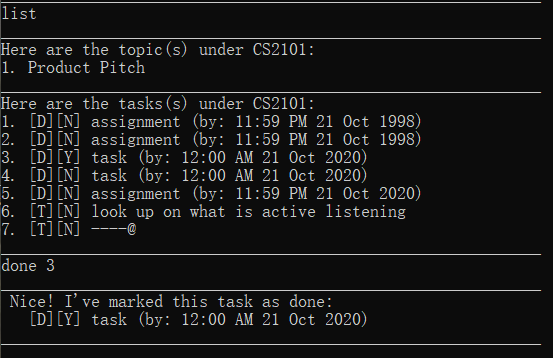 list
Here are the topic(s) under CS2101:
1. Product Pitch
Here are the tasks(s) under CS2101:
1. [D][N] assignment (by: 11:59 PM 21 Oct 1998)
2. [D][N] assignment (by: 11:59 PM 21 Oct 1998)
3. [D][Y] task (by: 12:00 AM 21 Oct 2020)
4. [D][N] task (by: 12:00 AM 21 Oct 2020)
5. [D][N] assignment (by: 11:59 PM 21 Oct 2020)
6. [T][N] look up on what is active listening
7. [T][N] ----@
done 3
Nice! I've marked this task as done:
[D][Y] task (by: 12:00 AM 21 Oct 2020)